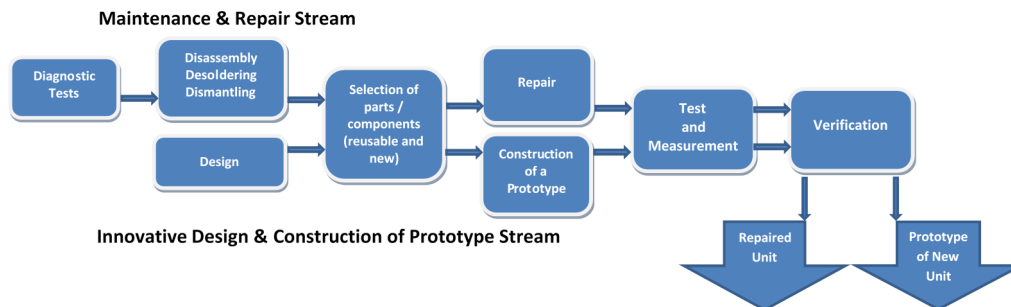 Maintenance & Repair Stream
Diagnostic
Tests
Disassembly
Desoldering
Dismantling
Design
Selection of
parts /
components
(reusable and
new)
Repair
Construction
of a
Prototype
Test
and
Measurement
Verification
Innovative Design & Construction of Prototype Stream
Repaired
Unit
Prototype
of New
Unit